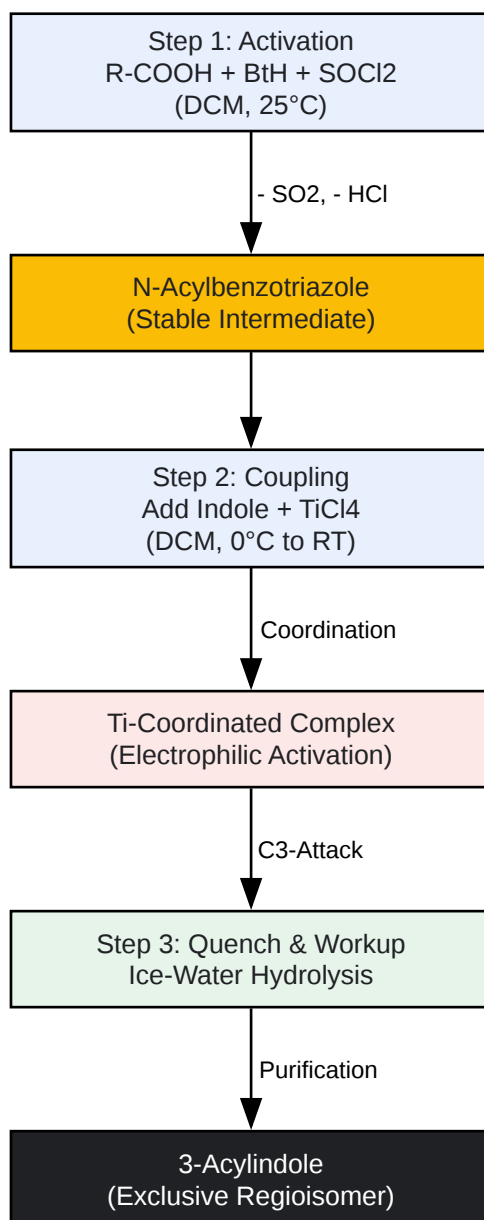 Step 1: Activation
R-COOH + BtH + SOCl2
(DCM, 25°C)
- SO2, - HCl
N-Acylbenzotriazole
(Stable Intermediate)
Step 2: Coupling
Add Indole + TiCl4
(DCM, 0°C to RT)
Coordination
Ti-Coordinated Complex
(Electrophilic Activation)
C3-Attack
Step 3: Quench & Workup
Ice-Water Hydrolysis
Purification
3-Acylindole
(Exclusive Regioisomer)